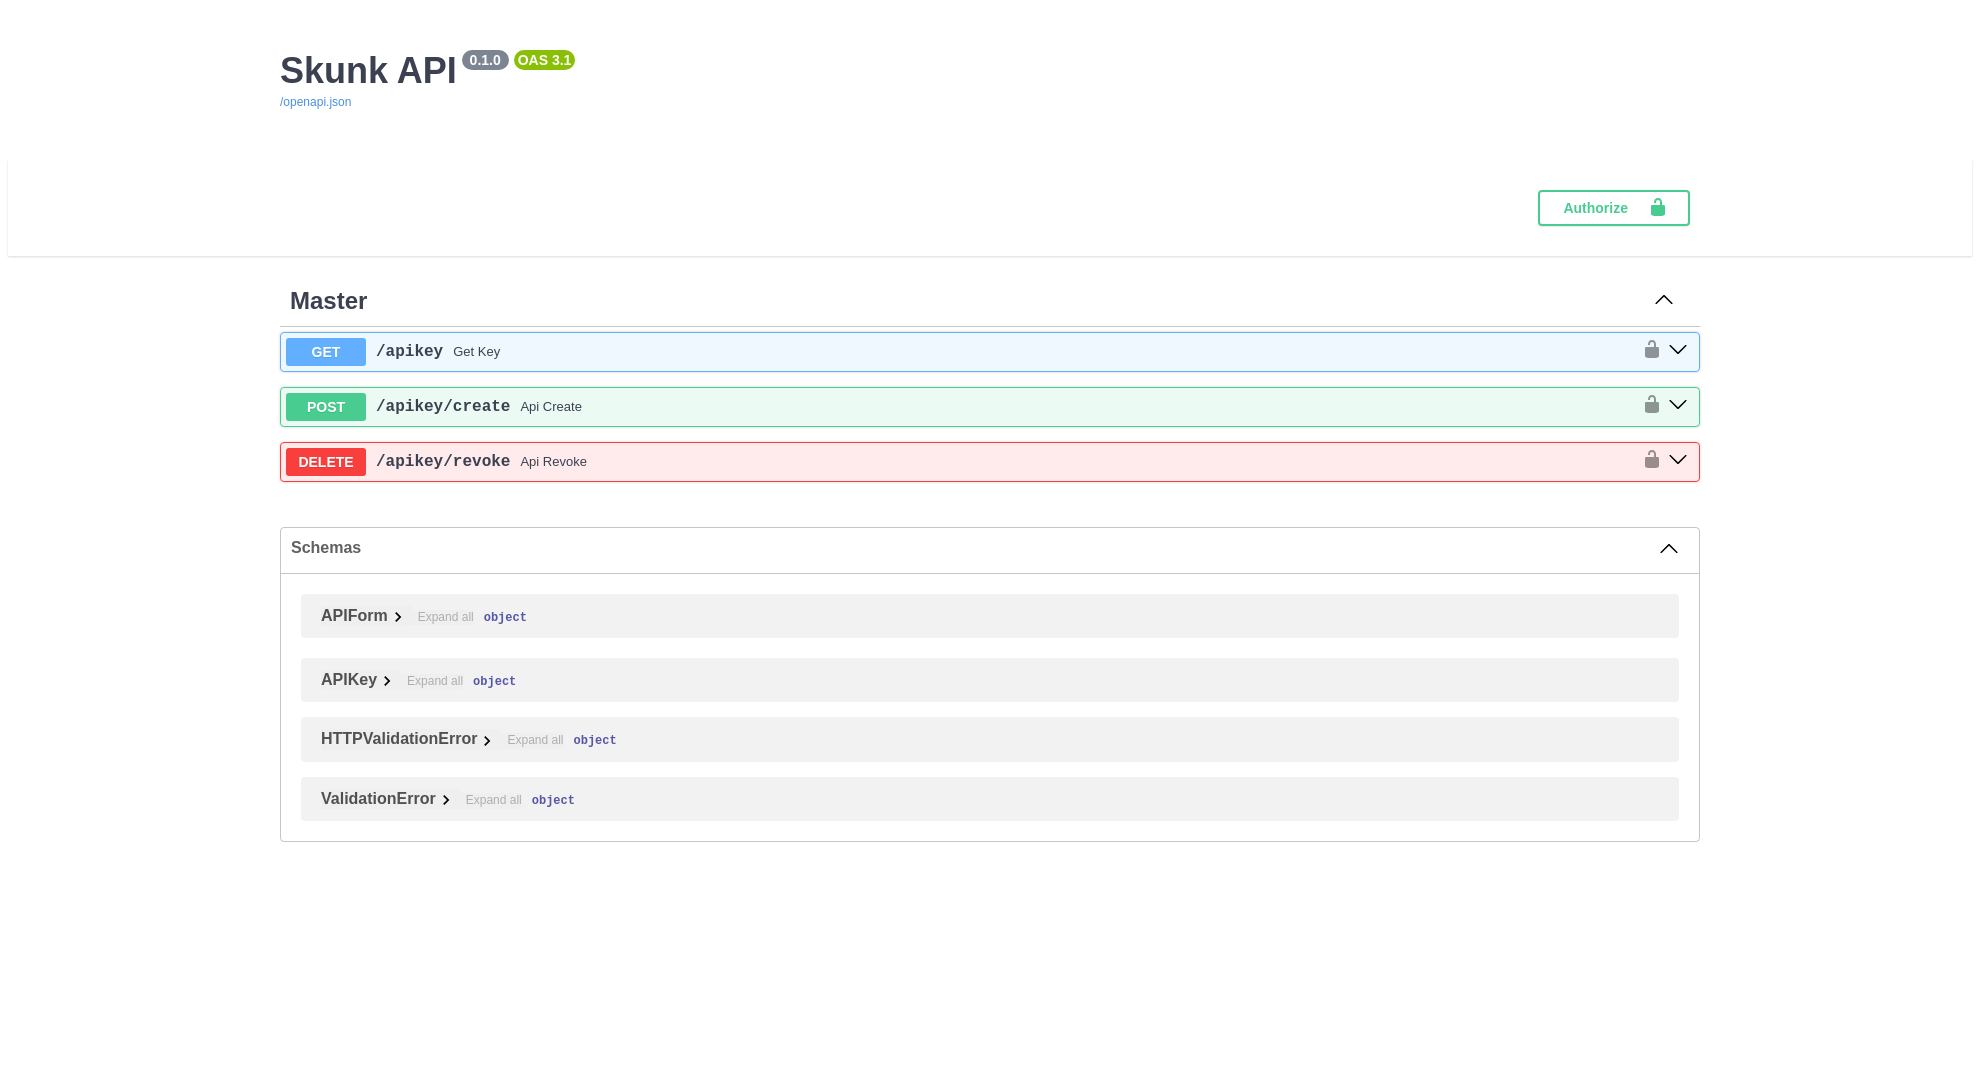 Skunk API 0.1.0 OAS 3.1
/openapi.json
Authorize
Master
GET /apikey Get Key
POST /apikey/create Api Create
DELETE /apikey/revoke Api Revoke
Schemas
APIForm Expand all object
APIKey Expand all object
HTTPValidationError Expand all object
ValidationError Expand all object